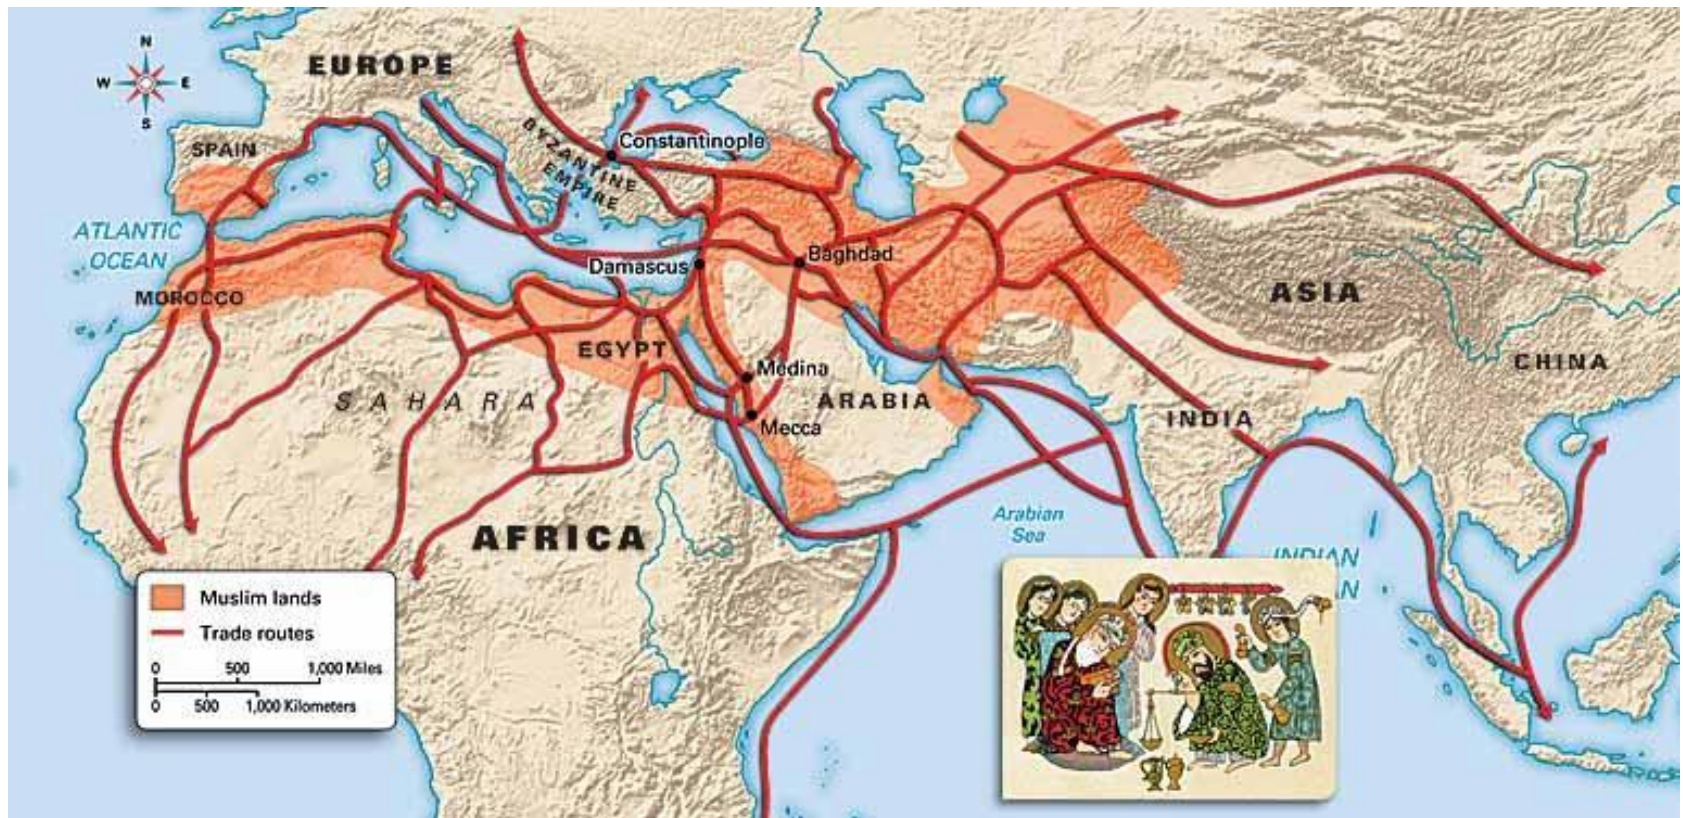 N
W E
S
EUROPE
SPAIN
BYZANTINE
EMPIRE
Constantinople
ATLANTIC
OCEAN
Damascus
Baghdad
MOROCCO
ASIA
EGYPT
Medina
CHINA
SAHARA
ARABIA
Mecca
INDIA
AFRICA
Arabian
Sea
INDIAN
Muslim lands
Trade routes
0 500 1,000 Miles
0 500 1,000 Kilometers